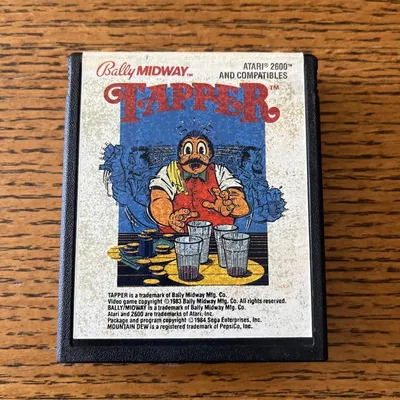 Bally MIDWAY™
ATARI® 2600™
AND COMPATIBLES
TAPPER™
TAPPER is a trademark of Bally Midway Mfg. Co.
Video game copyright ©1983 Bally Midway Mfg. Co. All rights reserved.
BALLY/MIDWAY is a trademark of Bally Midway Mfg. Co.
Atari and 2600 are trademarks of Atari, Inc.
Package and program copyright ©1984 Sega Enterprises, Inc.
MOUNTAIN DEW is a registered trademark of PepsiCo, Inc.